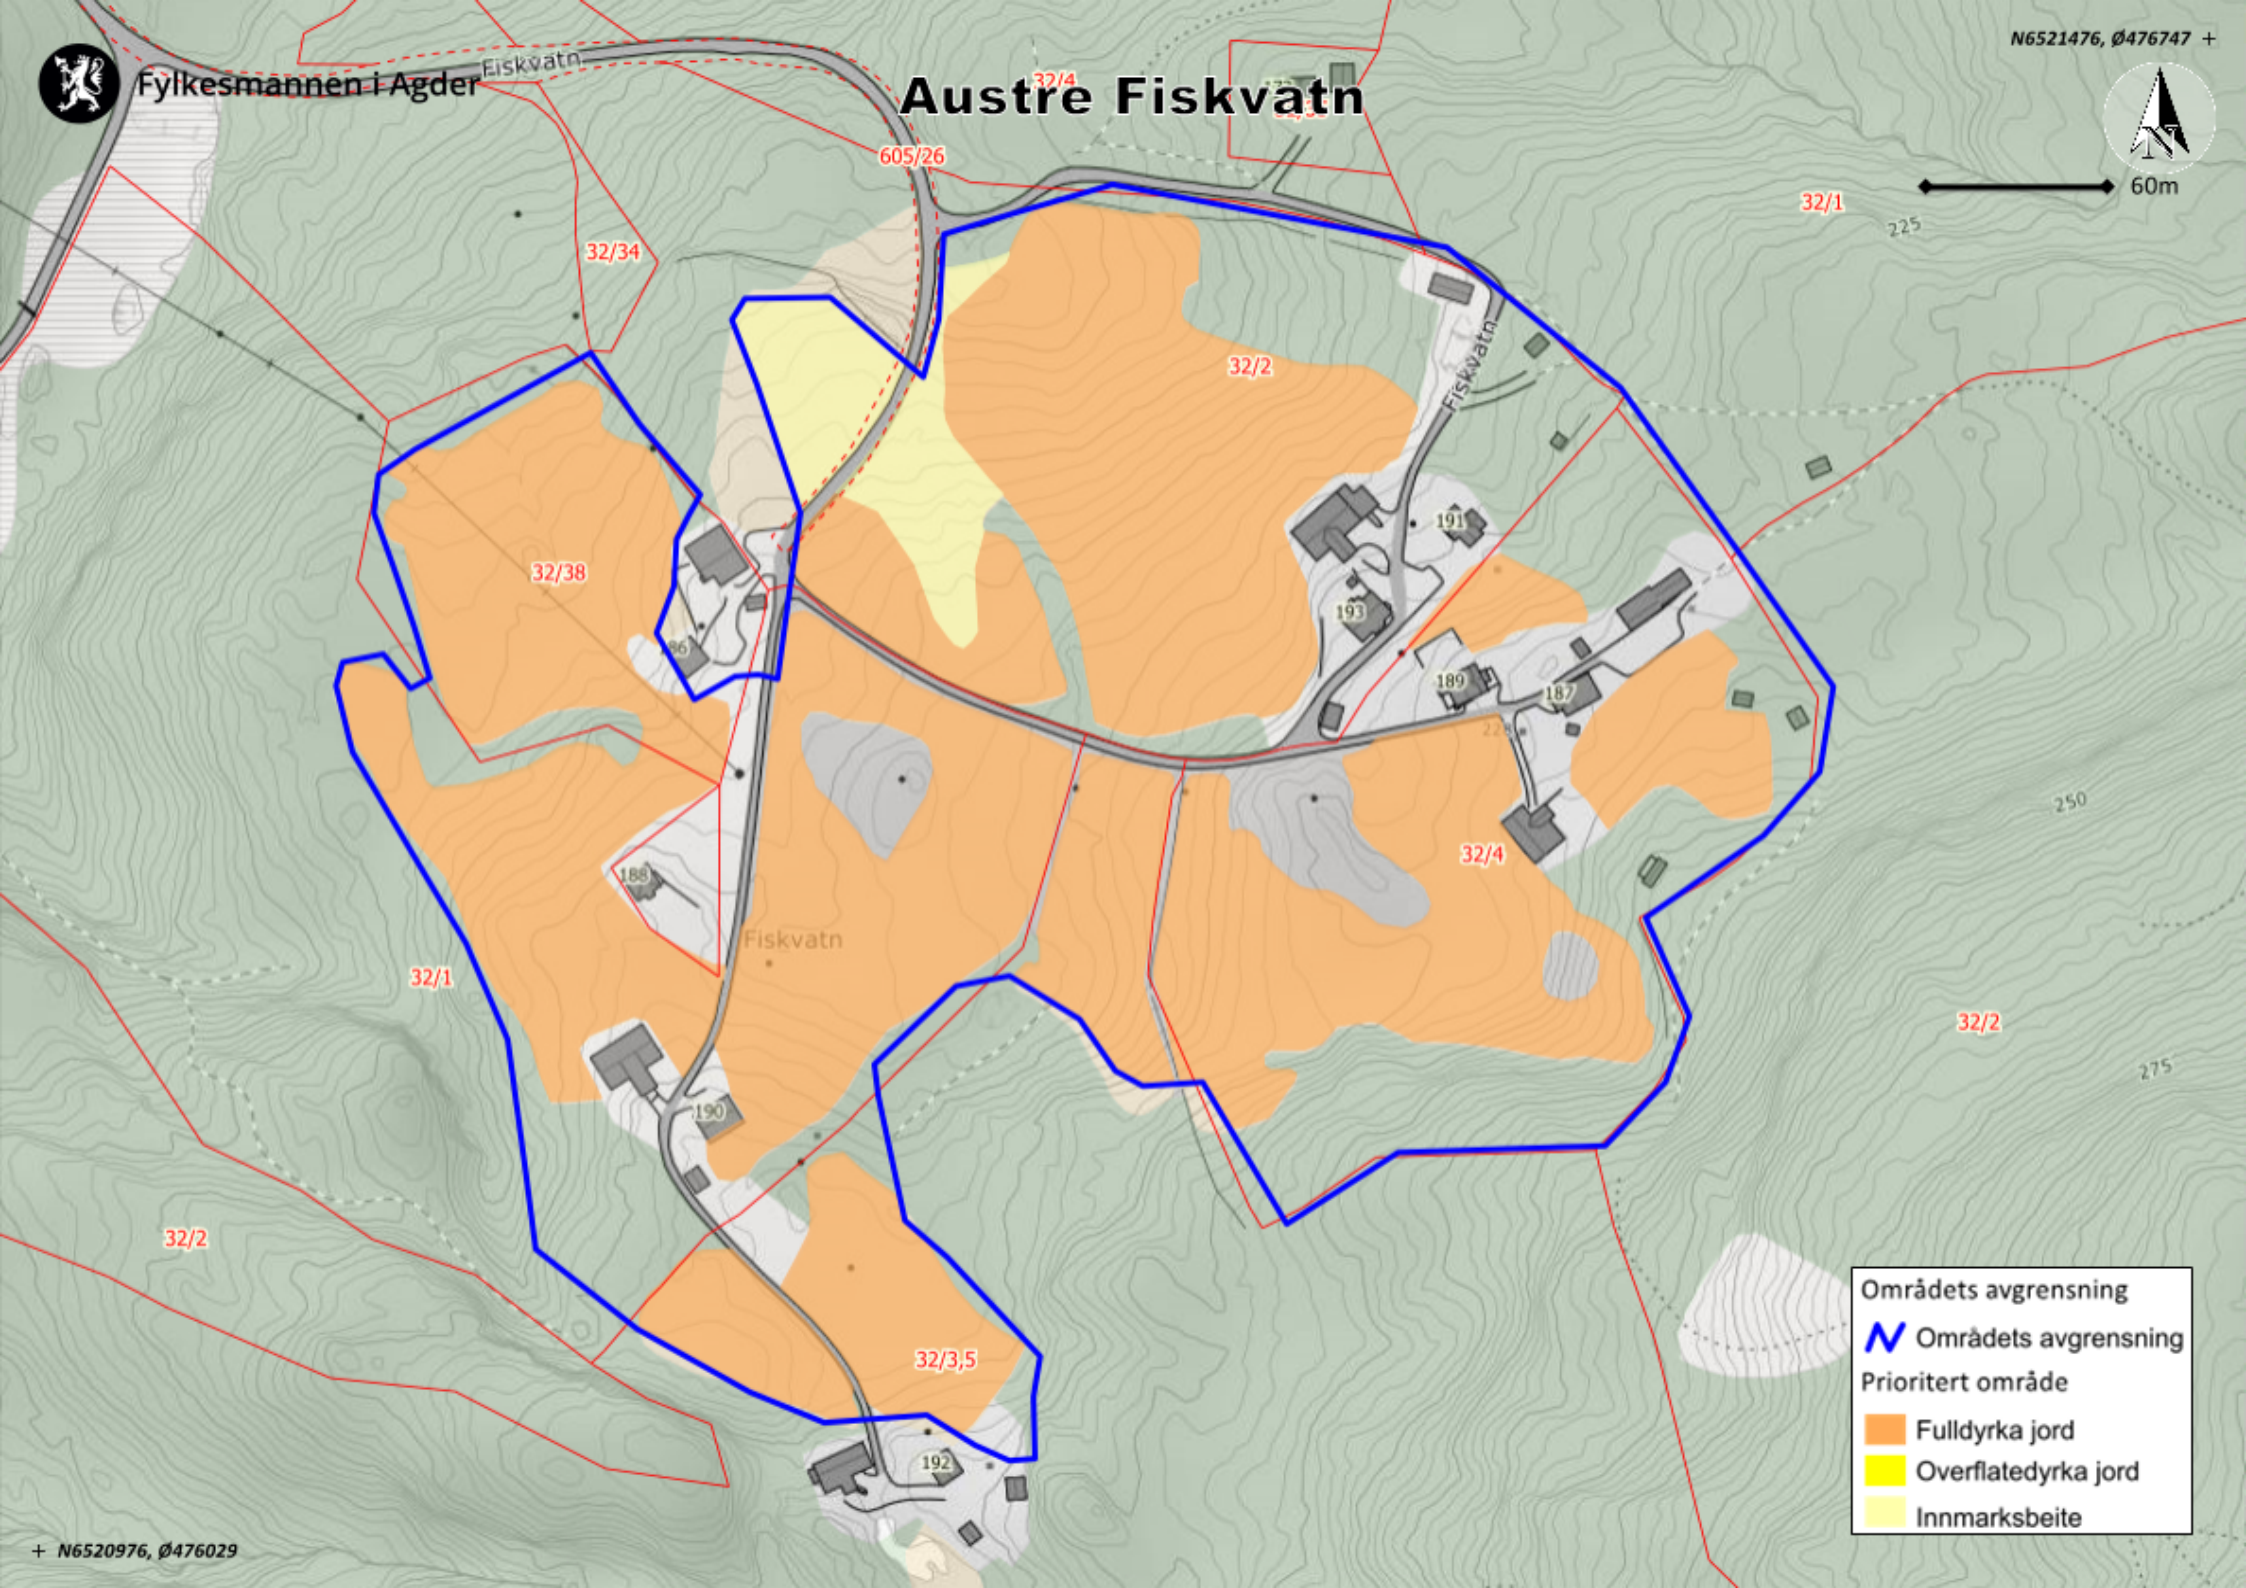 N6521476, Ø476747 +
Fiskvatn
Fylkesmannen i Agder
32/4
Austre Fiskvatn
605/26
N
60m
32/1
225
32/34
32/2
Fiskvatn
191
32/38
193
186
189
187
228
250
188
32/4
Fiskvatn
32/1
32/2
275
190
32/2
32/3,5
192
Områdets avgrensning
Områdets avgrensning
Prioritert område
Fulldyrka jord
Overflatedyrka jord
Innmarksbeite
+ N6520976, Ø476029